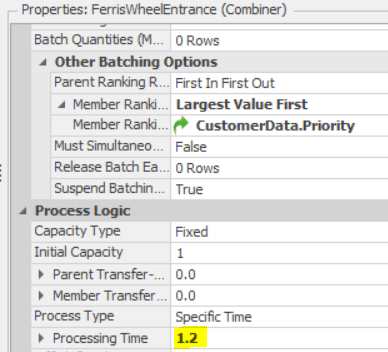 Properties: FerrisWheelEntrance (Combiner)
Batch Quantities (M... 0 Rows
Other Batching Options
Parent Ranking R... First In First Out
Member Ranki... Largest Value First
Member Ranki... CustomerData.Priority
Must Simultaneo... False
Release Batch Ea... 0 Rows
Suspend Batchin... True
Process Logic
Capacity Type Fixed
Initial Capacity 1
Parent Transfer-... 0.0
Member Transfer... 0.0
Process Type Specific Time
Processing Time 1.2